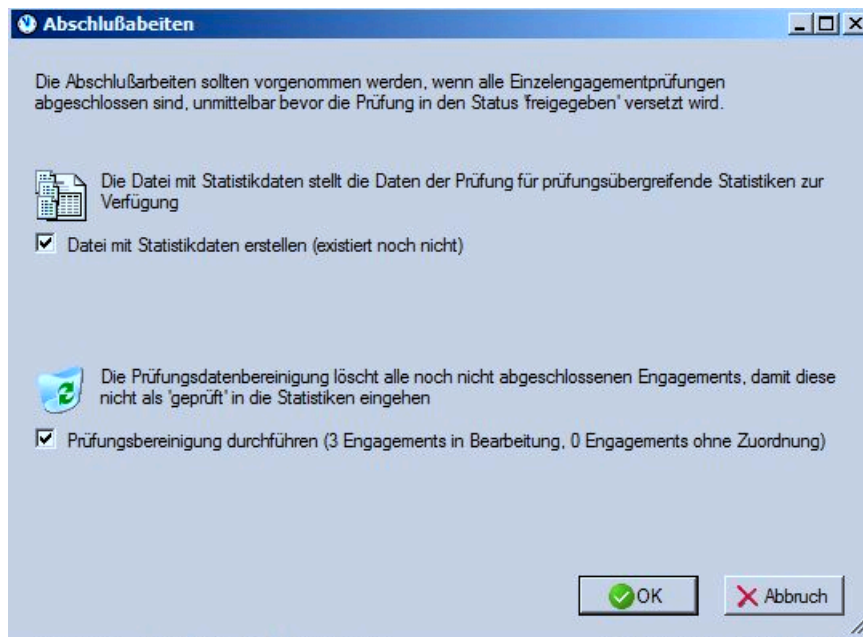 Abschlußabeiten
Die Abschlußarbeiten sollten vorgenommen werden, wenn alle Einzelengagementprüfungen
abgeschlossen sind, unmittelbar bevor die Prüfung in den Status 'freigegeben' versetzt wird.
Die Datei mit Statistikdaten stellt die Daten der Prüfung für prüfungsübergreifende Statistiken zur
Verfügung
Datei mit Statistikdaten erstellen (existiert noch nicht)
Die Prüfungsdatenbereinigung löscht alle noch nicht abgeschlossenen Engagements, damit diese
nicht als 'geprüft' in die Statistiken eingehen
Prüfungsbereinigung durchführen (3 Engagements in Bearbeitung, 0 Engagements ohne Zuordnung)
OK
Abbruch